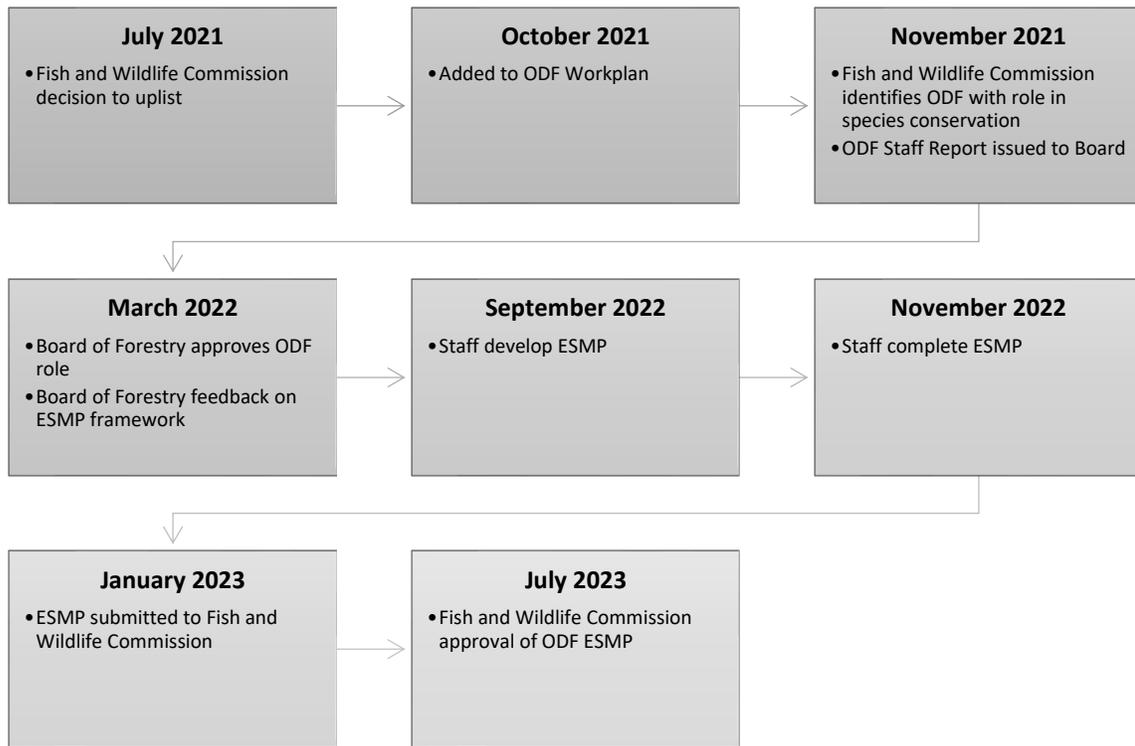 July 2021
•Fish and Wildlife Commission
decision to uplist
October 2021
•Added to ODF Workplan
November 2021
•Fish and Wildlife Commission
identifies ODF with role in
species conservation
•ODF Staff Report issued to Board
March 2022
•Board of Forestry approves ODF
role
•Board of Forestry feedback on
ESMP framework
September 2022
•Staff develop ESMP
November 2022
•Staff complete ESMP
January 2023
•ESMP submitted to Fish and
Wildlife Commission
July 2023
•Fish and Wildlife Commission
approval of ODF ESMP